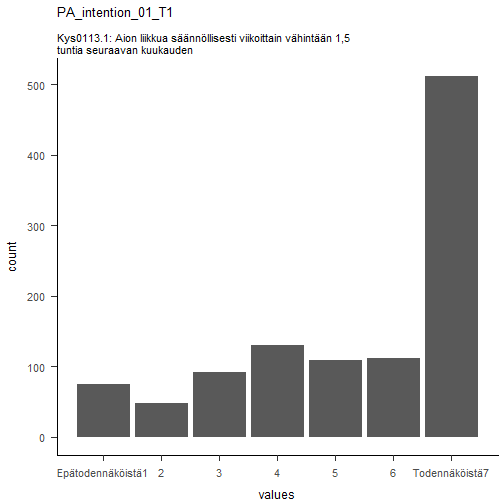 PA_intention_01_T1
Kys0113.1: Aion liikkua säännöllisesti viikoittain vähintään 1,5
tuntia seuraavan kuukauden
500
400
300
200
100
0
count
Epätodennäköistä1 2 3 4 5 6 Todennäköistä7
values